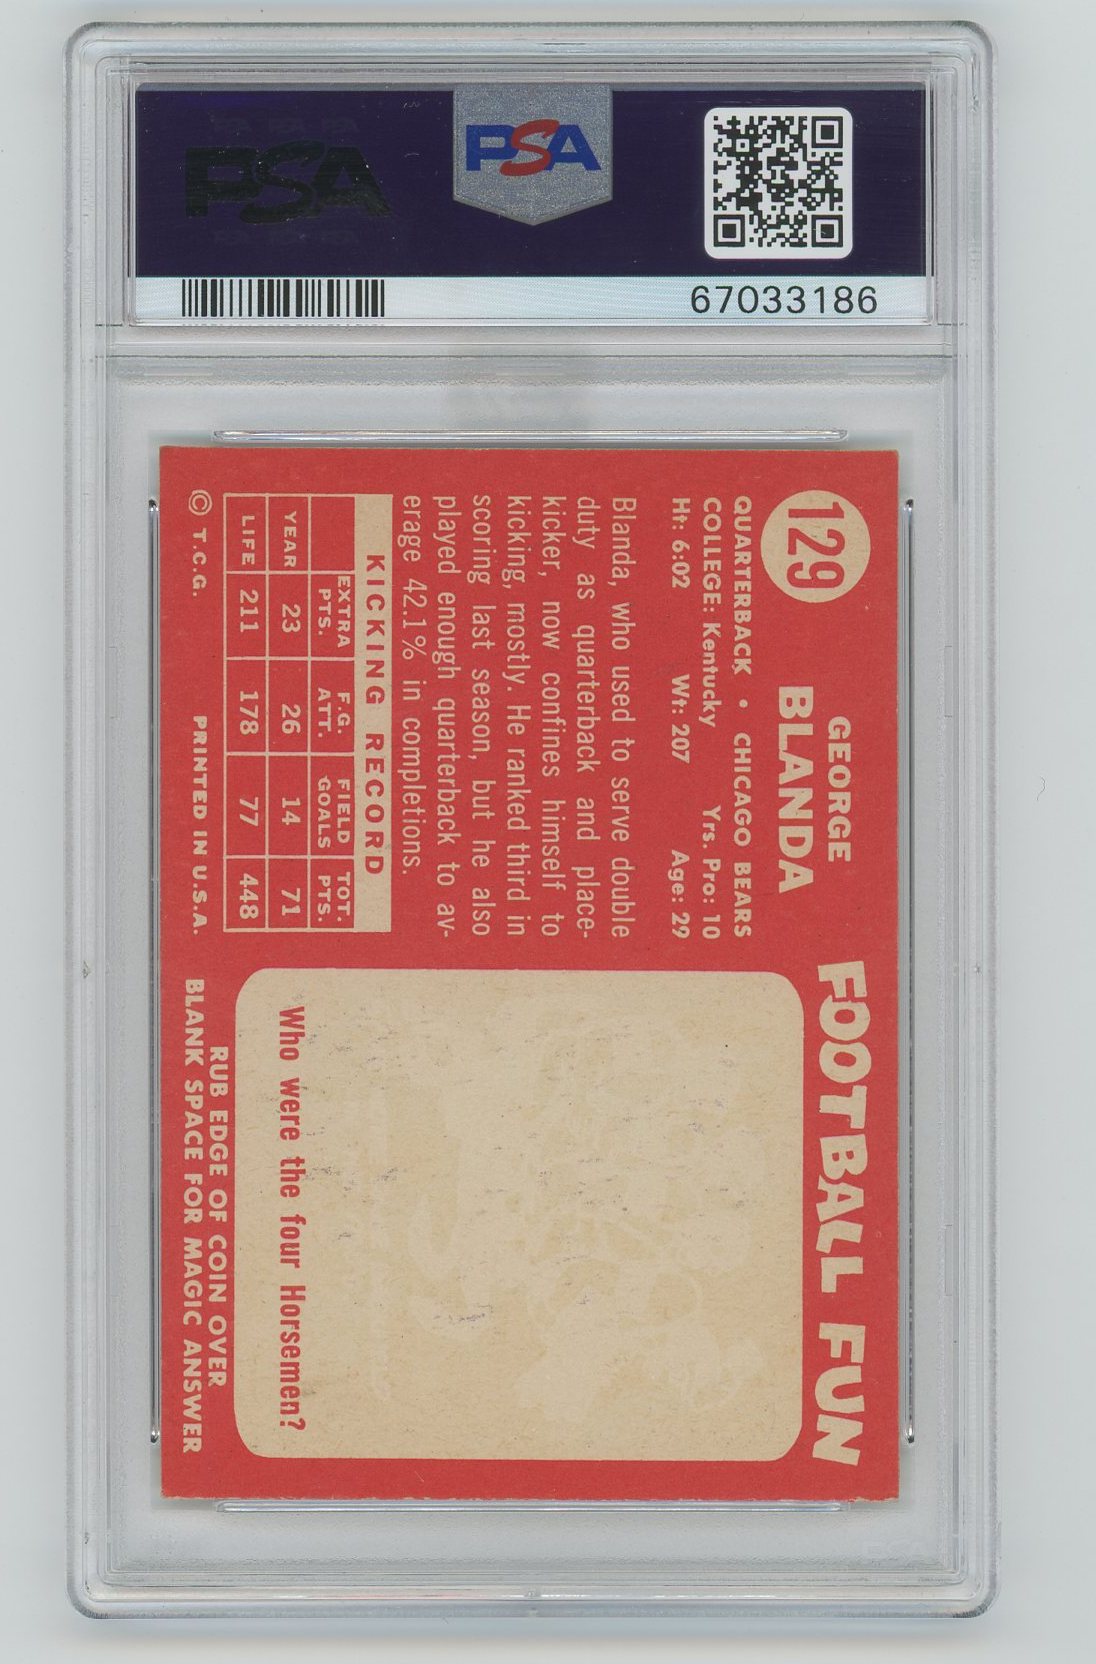 PSA
PSA
67033186
129
GEORGE
BLANDA
QUARTERBACK • CHICAGO BEARS
COLLEGE: Kentucky Yrs. Pro: 10
Ht: 6:02 Wt: 207 Age: 29
Blanda, who used to serve double
duty as quarterback and place-
kicker, now confines himself to
kicking, mostly. He ranked third in
scoring last season, but he also
played enough quarterback to av-
erage 42.1% in completions.
KICKING RECORD
EXTRA PTS. F.G. ATT. FIELD GOALS TOT. PTS.
YEAR 23 26 14 71
LIFE 211 178 77 448
© T.C.G. PRINTED IN U.S.A.
FOOTBALL FUN
Who were the four Horsemen?
RUB EDGE OF COIN OVER
BLANK SPACE FOR MAGIC ANSWER